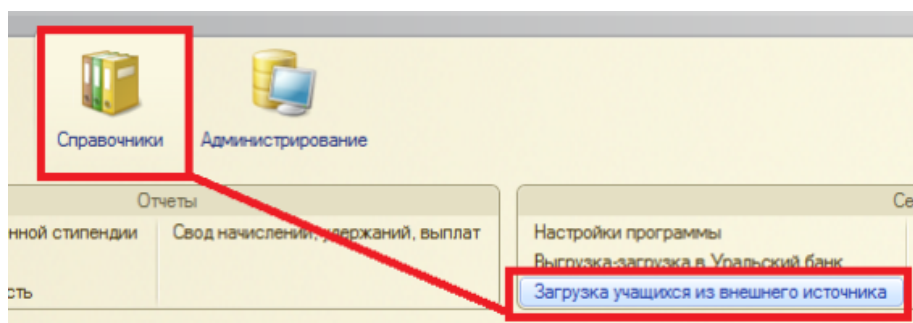 Справочники
Администрирование
Отчеты
нной стипендии
Свод начислений, удержаний, выплат
сть
Се
Настройки программы
Выгрузка-загрузка в Уральский банк
Загрузка учащихся из внешнего источника